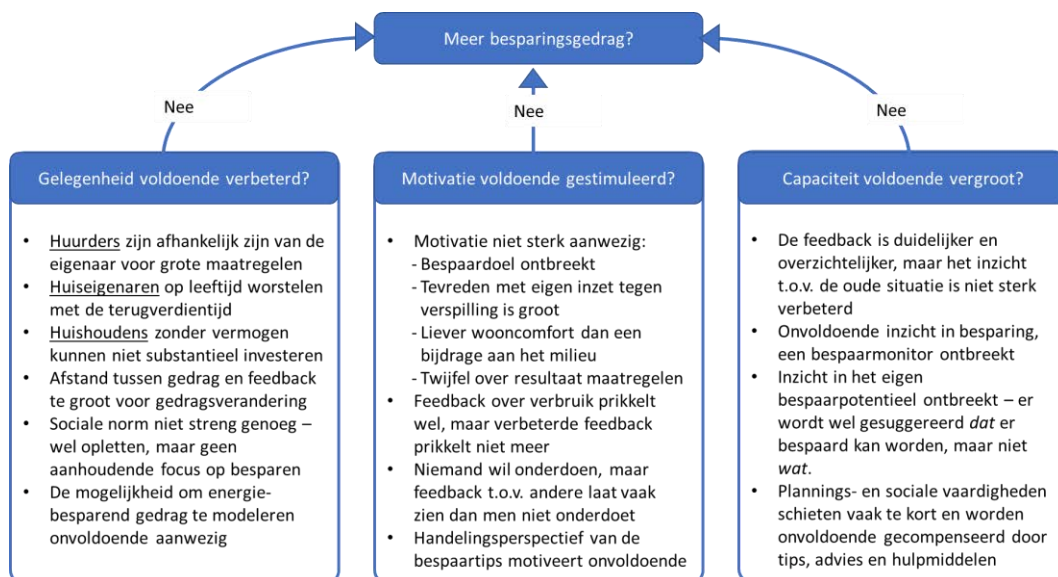 Meer besparingsgedrag?
Nee
Nee
Nee
Gelegenheid voldoende verbeterd?
• Huurders zijn afhankelijk zijn van de
eigenaar voor grote maatregelen
• Huiseigenaren op leeftijd worstelen
met de terugverdientijd
• Huishoudens zonder vermogen
kunnen niet substantieel investeren
• Afstand tussen gedrag en feedback
te groot voor gedragsverandering
• Sociale norm niet streng genoeg –
wel opletten, maar geen
aanhoudende focus op besparen
• De mogelijkheid om energie-
besparend gedrag te modeleren
onvoldoende aanwezig
Motivatie voldoende gestimuleerd?
• Motivatie niet sterk aanwezig:
- Bespaardoel ontbreekt
- Tevreden met eigen inzet tegen
verspilling is groot
- Liever wooncomfort dan een
bijdrage aan het milieu
- Twijfel over resultaat maatregelen
• Feedback over verbruik prikkelt
wel, maar verbeterde feedback
prikkelt niet meer
• Niemand wil onderdoen, maar
feedback t.o.v. andere laat vaak
zien dan men niet onderdoet
• Handelingsperspectief van de
bespaartips motiveert onvoldoende
Capaciteit voldoende vergroot?
• De feedback is duidelijker en
overzichtelijker, maar het inzicht
t.o.v. de oude situatie is niet sterk
verbeterd
• Onvoldoende inzicht in besparing,
een bespaarmonitor ontbreekt
• Inzicht in het eigen
bespaarpotentieel ontbreekt – er
wordt wel gesuggereerd dat er
bespaard kan worden, maar niet
wat.
• Plannings- en sociale vaardigheden
schieten vaak te kort en worden
onvoldoende gecompenseerd door
tips, advies en hulpmiddelen